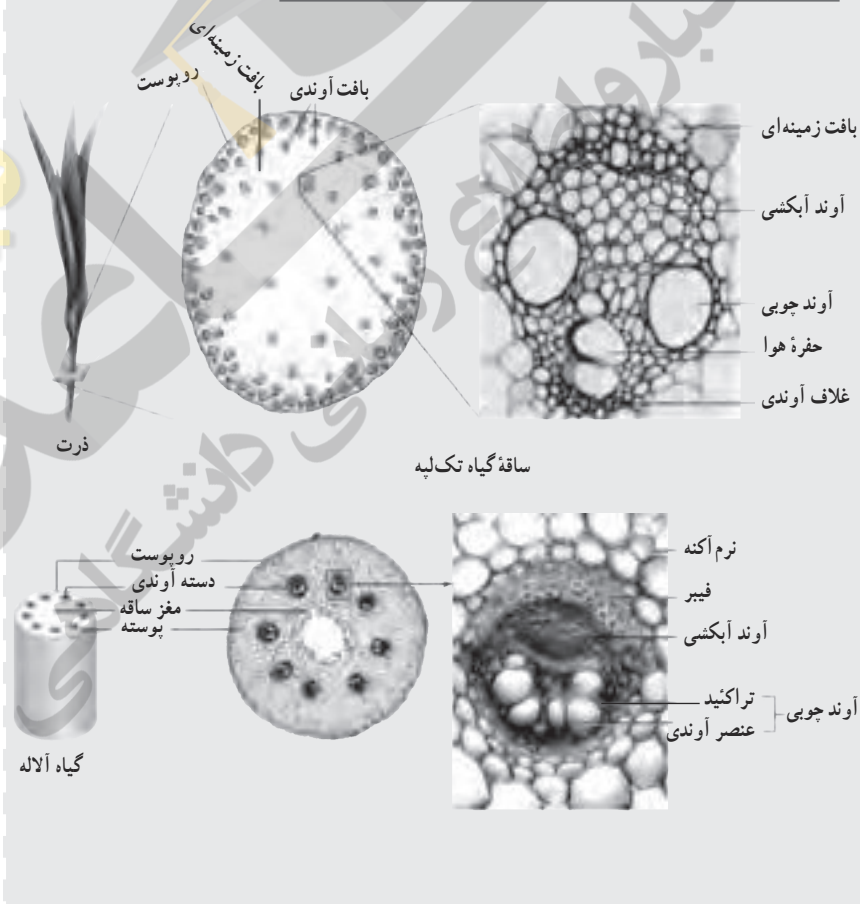 بافت زمینه‌ای
روپوست
بافت آوندی
بافت زمینه‌ای
آوند آبکشی
آوند چوبی
حفرهٔ هوا
غلاف آوندی
ذرت
ساقهٔ گیاه تک‌لپه
روپوست
دسته آوندی
مغز ساقه
پوسته
گیاه آلاله
نرم آکنه
فیبر
آوند آبکشی
تراکئید
عنصر آوندی
آوند چوبی